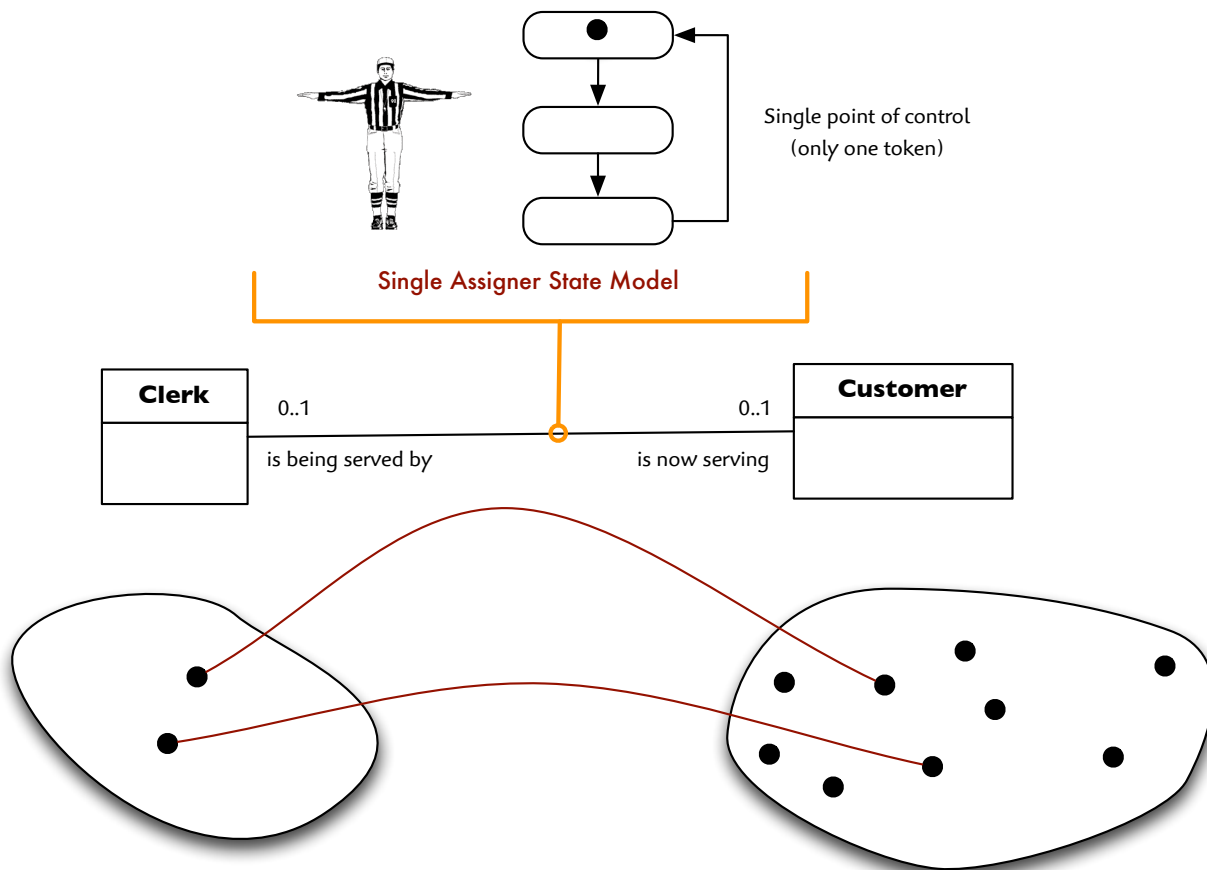 Single point of control
(only one token)
Single Assigner State Model
Clerk
0..1
0..1
Customer
is being served by
is now serving